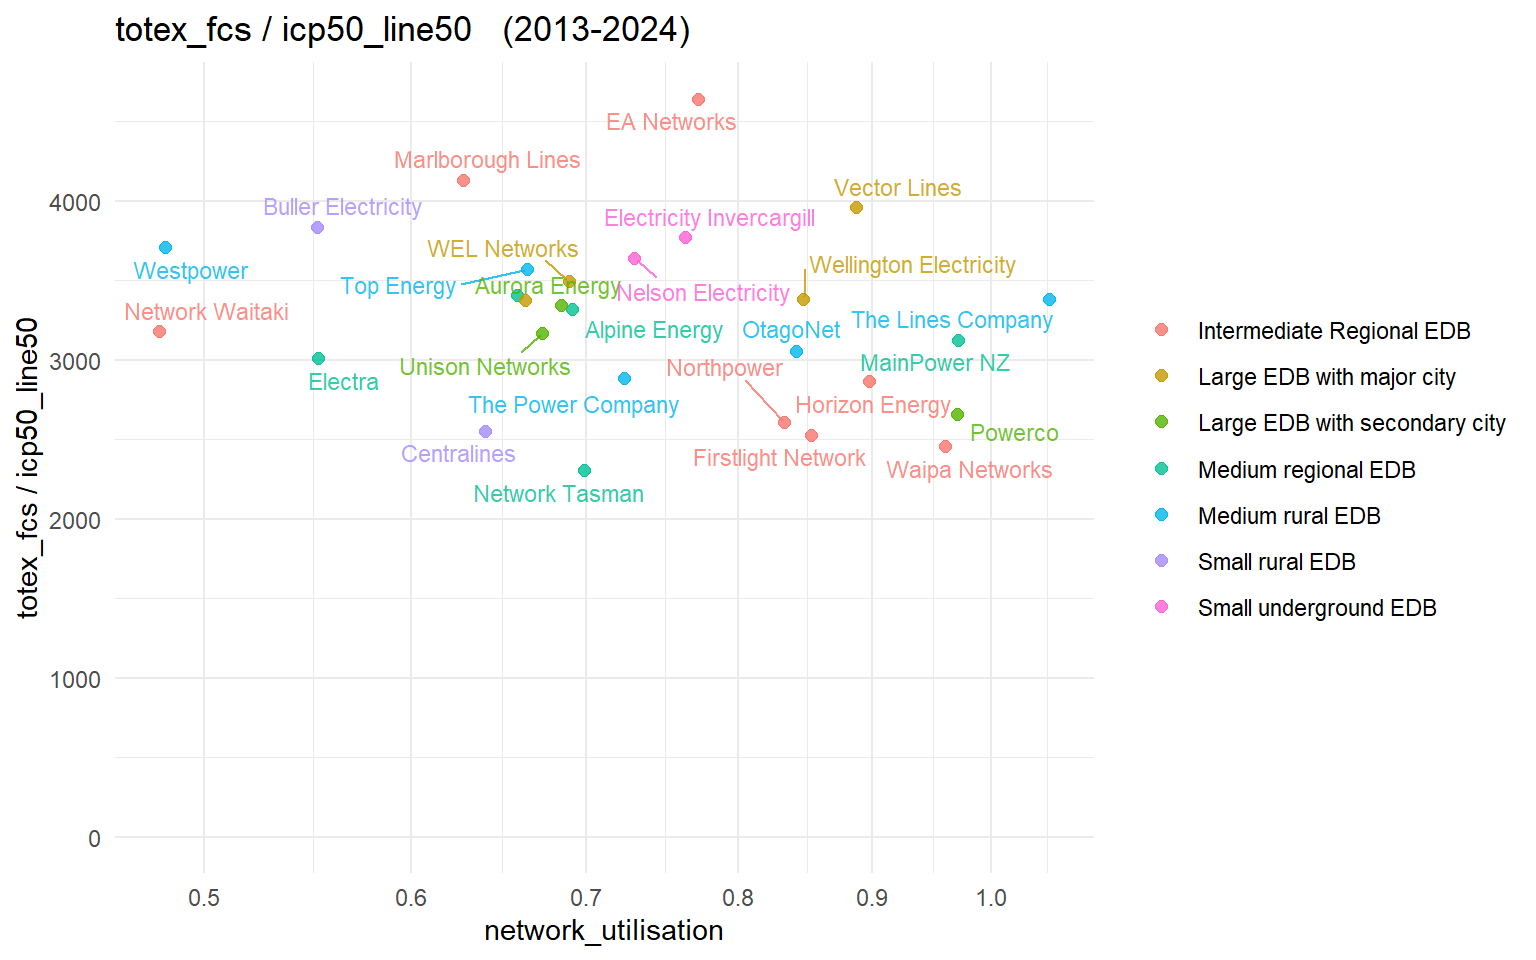 totex_fcs / icp50_line50   (2013-2024)
EA Networks
Marlborough Lines
Vector Lines
Buller Electricity
Electricity Invercargill
WEL Networks
Wellington Electricity
Westpower
Top Energy
Aurora Energy
Nelson Electricity
Network Waitaki
The Lines Company
Alpine Energy
OtagoNet
MainPower NZ
Unison Networks
Northpower
Electra
The Power Company
Horizon Energy
Powerco
Centralines
Firstlight Network
Waipa Networks
Network Tasman
4000
3000
2000
1000
0
0.5
0.6
0.7
0.8
0.9
1.0
network_utilisation
totex_fcs / icp50_line50
Intermediate Regional EDB
Large EDB with major city
Large EDB with secondary city
Medium regional EDB
Medium rural EDB
Small rural EDB
Small underground EDB